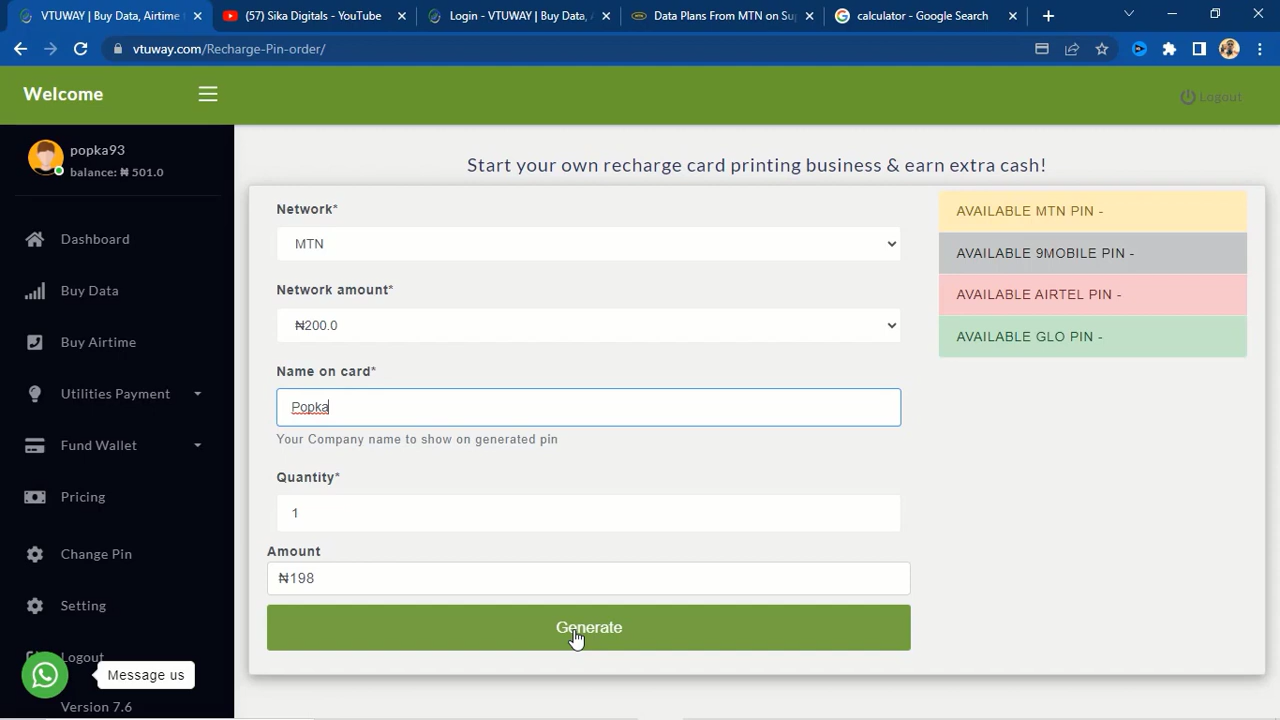 VTUWAY | Buy Data, Airtime
(57) Sika Digitals - YouTube
Login - VTUWAY | Buy Data, A
Data Plans From MTN on Sup
calculator - Google Search
vtuway.com/Recharge-Pin-order/
Welcome
Logout
popka93
balance: ₦ 501.0
Dashboard
Buy Data
Buy Airtime
Utilities Payment
Fund Wallet
Pricing
Change Pin
Setting
Logout
Message us
Version 7.6
Start your own recharge card printing business & earn extra cash!
Network*
MTN
Network amount*
₦200.0
Name on card*
Popka
Your Company name to show on generated pin
Quantity*
1
Amount
₦198
Generate
AVAILABLE MTN PIN -
AVAILABLE 9MOBILE PIN -
AVAILABLE AIRTEL PIN -
AVAILABLE GLO PIN -